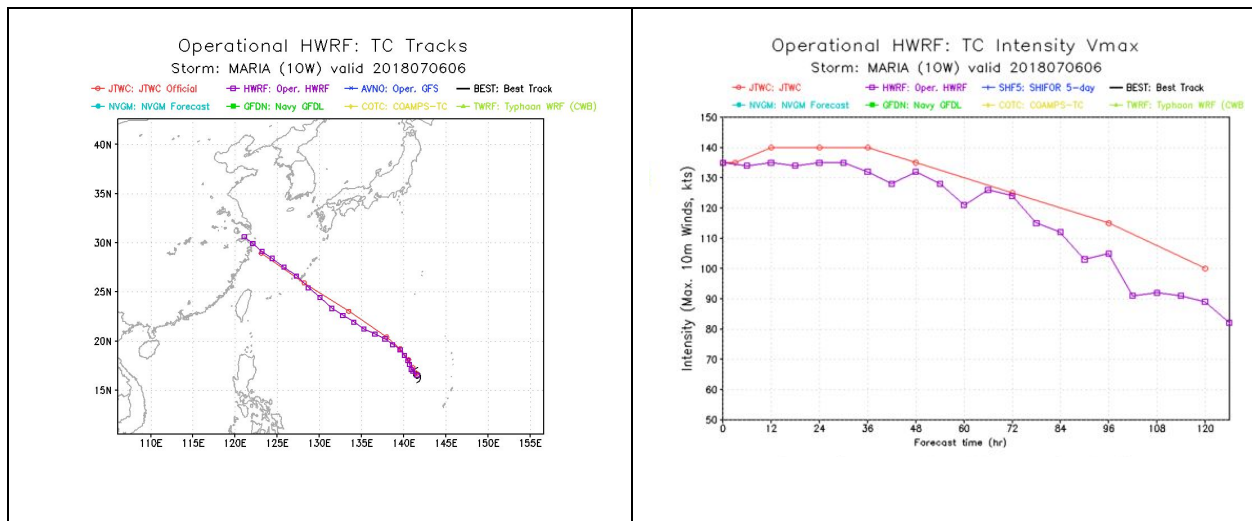 Operational HWRF: TC Tracks
Storm: MARIA (10W) valid 2018070606
JTWC: JTWC Official HWRF: Oper. HWRF AVNO: Oper. GFS BEST: Best Track
NVGM: NVGM Forecast GFDN: Navy GFDL COTC: COAMPS-TC TWRF: Typhoon WRF (CWB)
40N
35N
30N
25N
20N
15N
110E 115E 120E 125E 130E 135E 140E 145E 150E 155E
Operational HWRF: TC Intensity Vmax
Storm: MARIA (10W) valid 2018070606
JTWC: JTWC HWRF: Oper. HWRF SHF5: SHIFOR 5-day BEST: Best Track
NVGM: NVGM Forecast GFDN: Navy GFDL COTC: COAMPS-TC TWRF: Typhoon WRF (CWB
Intensity (Max. 10m Winds, kts)
150
140
130
120
110
100
90
80
70
60
50
0 12 24 36 48 60 72 84 96 108 120
Forecast time (hr)